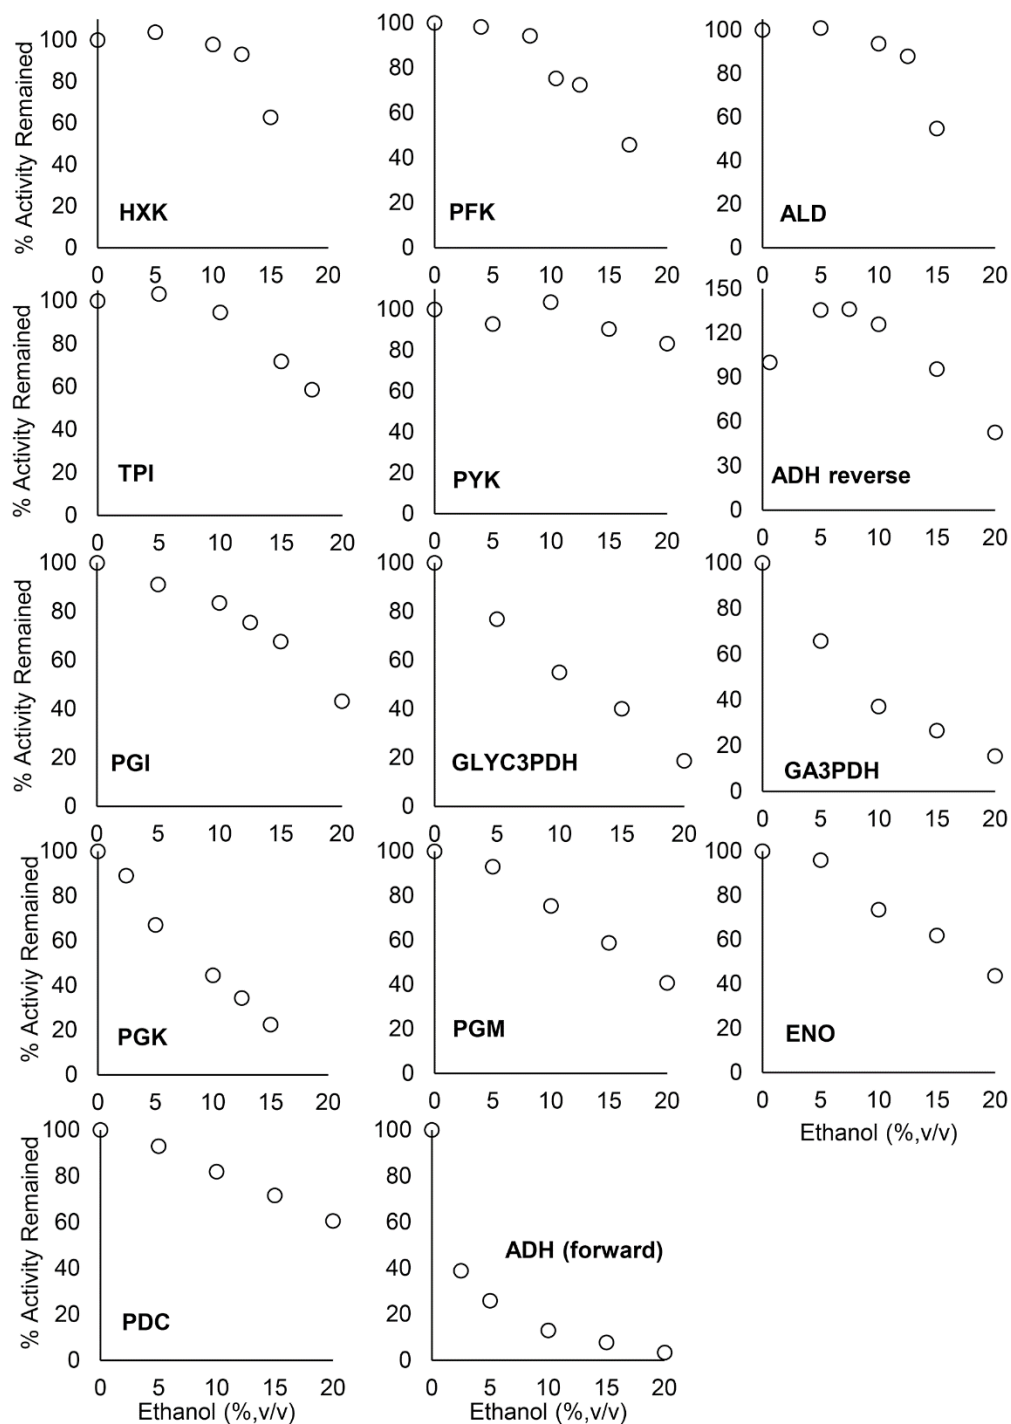 % Activity Remained
100
80
60
40
20
0
HXK
0 5 10 15 20
100
80
60
40
20
0
PFK
0 5 10 15 20
100
80
60
40
20
0
ALD
0 5 10 15 20
% Activity Remained
100
80
60
40
20
0
TPI
0 5 10 15 20
100
80
60
40
20
0
PYK
0 5 10 15 20
150
120
90
60
30
0
ADH reverse
0 5 10 15 20
% Activity Remained
100
80
60
40
20
0
PGI
0 5 10 15 20
100
80
60
40
20
0
GLYC3PDH
0 5 10 15 20
100
80
60
40
20
0
GA3PDH
0 5 10 15 20
% Activiy Remained
100
80
60
40
20
0
PGK
0 5 10 15 20
100
80
60
40
20
0
PGM
0 5 10 15 20
100
80
60
40
20
0
ENO
0 5 10 15 20
Ethanol (%,v/v)
% Activity Remained
100
80
60
40
20
0
PDC
0 5 10 15 20
Ethanol (%,v/v)
100
80
60
40
20
0
ADH (forward)
0 5 10 15 20
Ethanol (%,v/v)